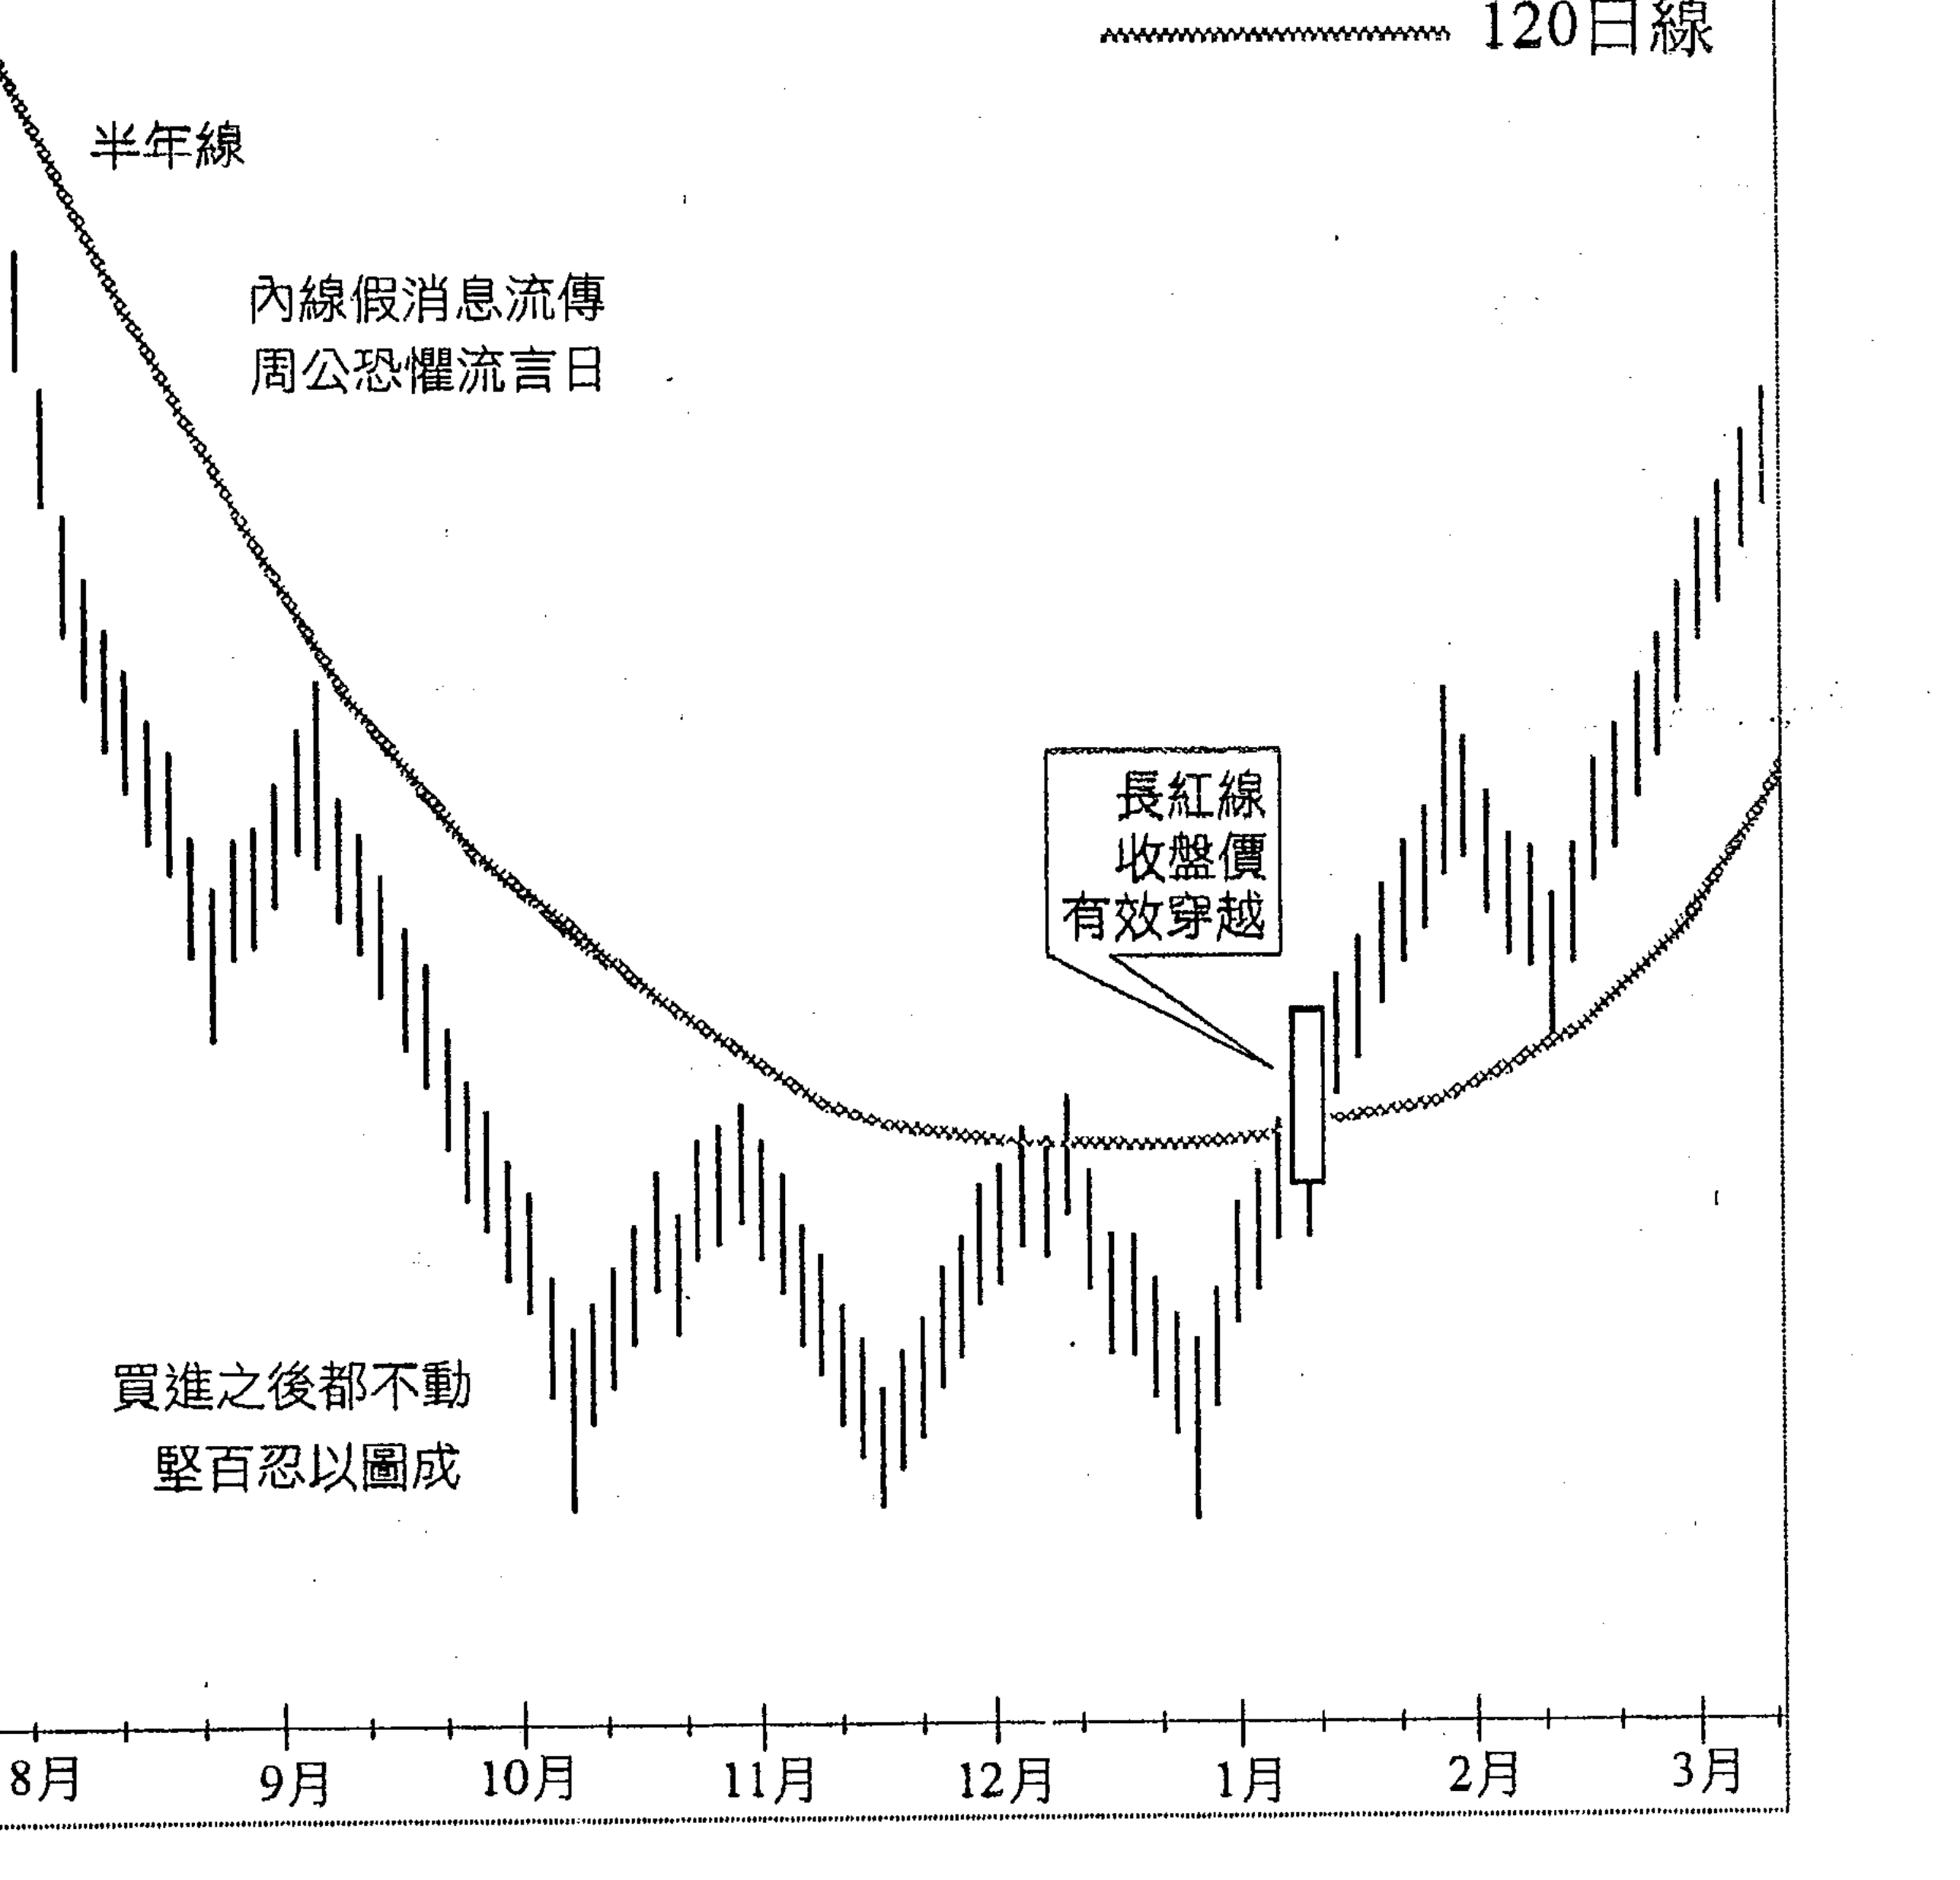 120日線
半年線
內線假消息流傳
周公恐懼流言日
長紅線
收盤價
有效穿越
買進之後都不動
堅百忍以圖成
8月 9月 10月 11月 12月 1月 2月 3月